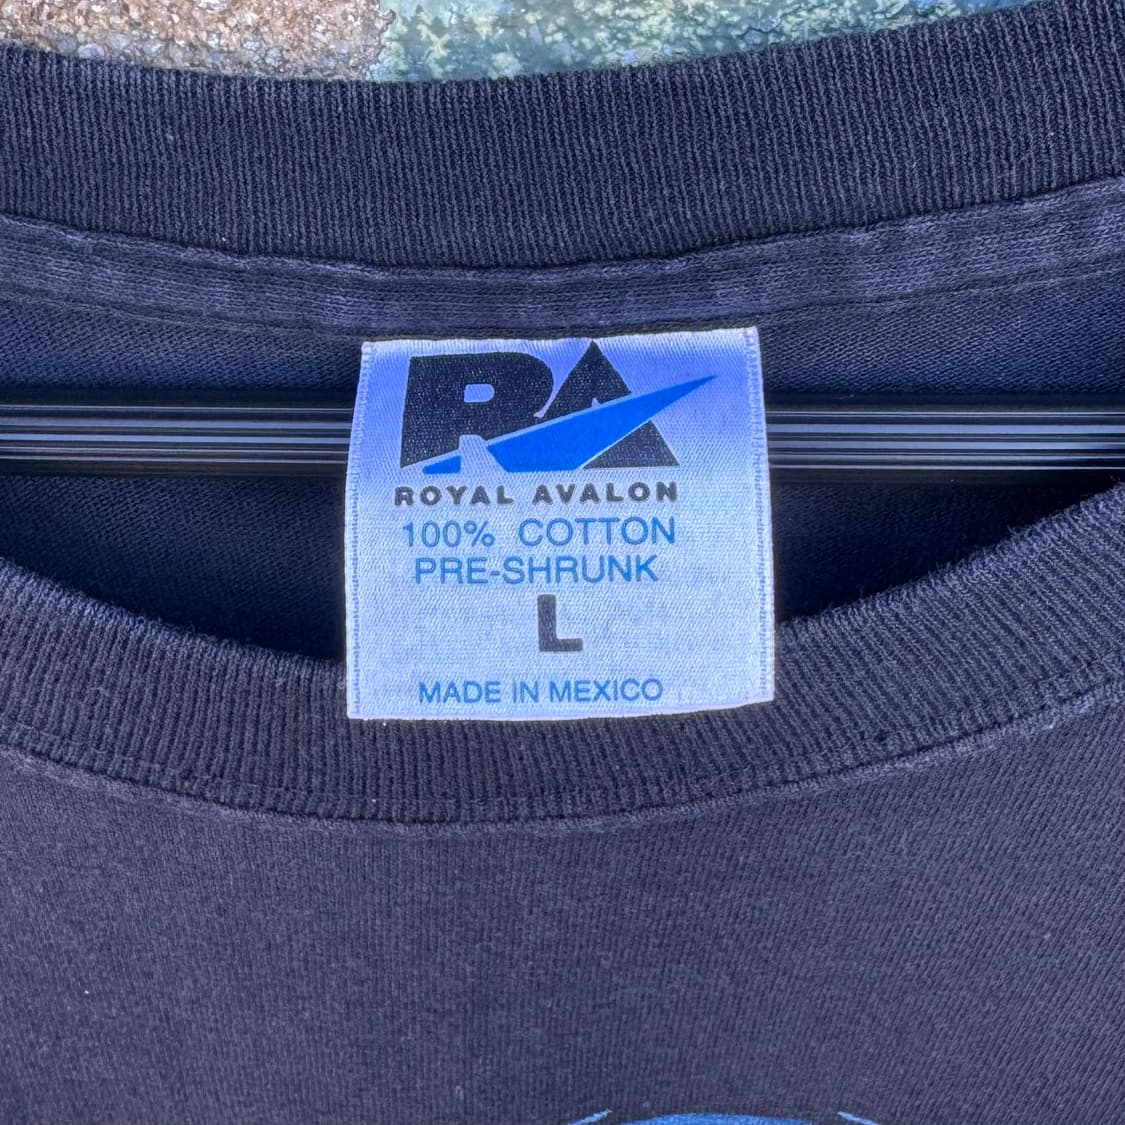 RA
ROYAL AVALON
100% COTTON
PRE-SHRUNK
L
MADE IN MEXICO